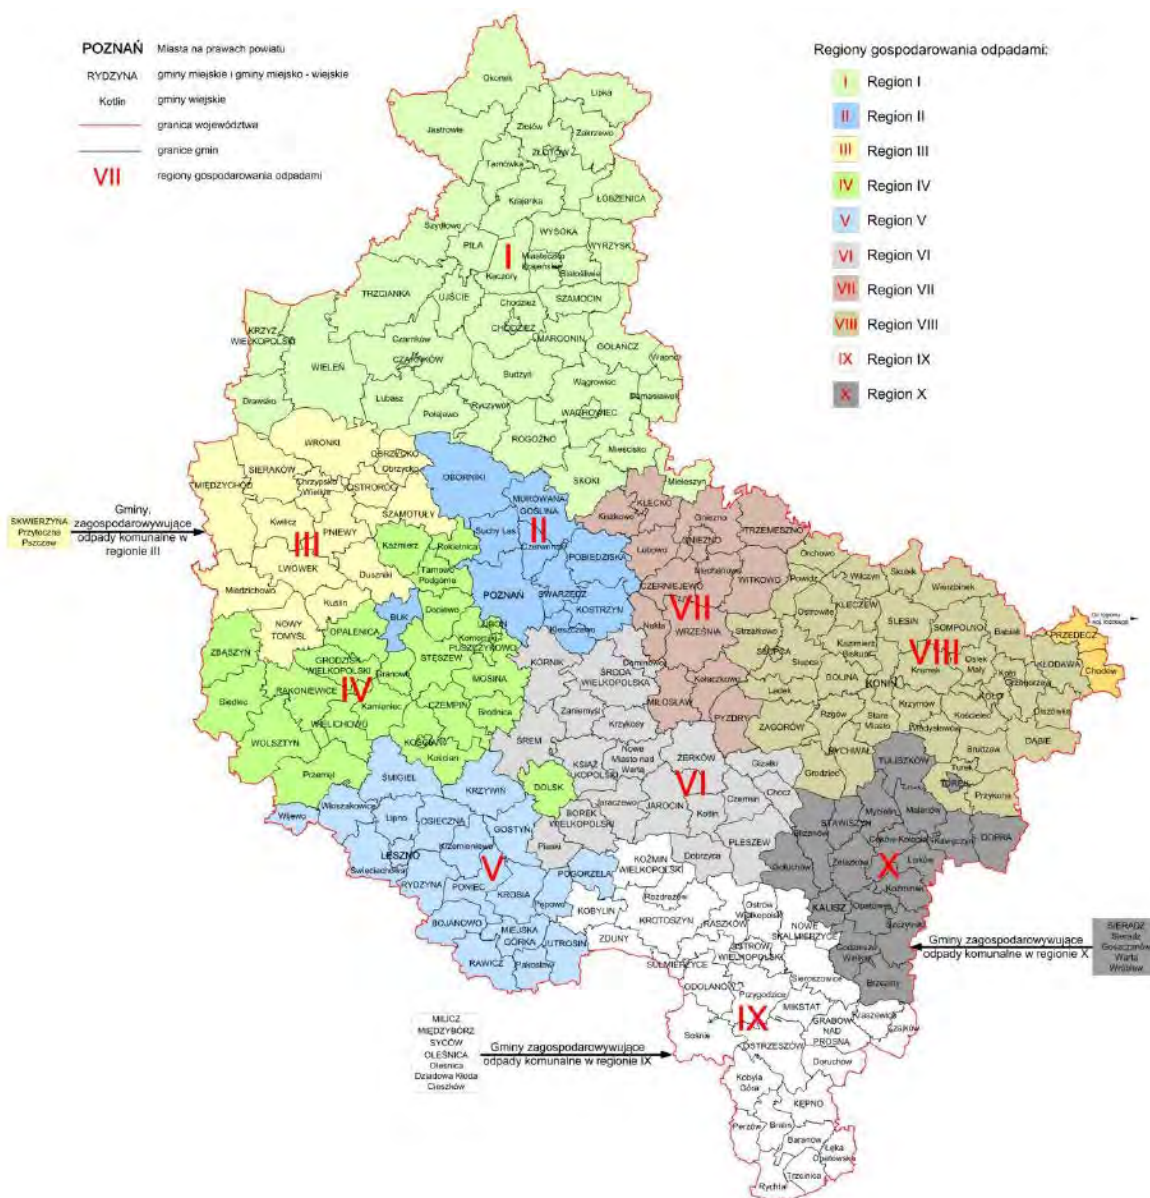 POZNAŃ Miasta na prawach powiatu
RYDZYNA gminy miejskie i gminy miejsko - wiejskie
Kotlin gminy wiejskie
granica województwa
granice gmin
VII regiony gospodarowania odpadami
Regiony gospodarowania odpadami:
I Region I
II Region II
III Region III
IV Region IV
V Region V
VI Region VI
VII Region VII
VIII Region VIII
IX Region IX
X Region X
Okonek
Lipka
Jastrowie
Złotów
Zakrzewo
ZŁOTÓW
Tarnówka
Krajenka
ŁOBŻENICA
Szydłowo
PIŁA
WYSOKA
WYRZYSK
I
Miasteczko
Krajeńskie
Kaczory
Białośliwie
TRZCIANKA
UJŚCIE
Chodzież
SZAMOCIN
CHODZIEŻ
MARGONIN
KRZYŻ
WIELKOPOLSKI
WIELEŃ
Czarnków
CZARNKÓW
GOŁAŃCZ
Wapno
Budzyń
Wągrowiec
Damasławek
Drawsko
Lubasz
Połajewo
Ryczywół
WĄGROWIEC
ROGOŹNO
Mieścisko
SKOKI
Mieleszyn
WRONKI
OBRZYCKO
Obrzycko
SIERAKÓW
MIĘDZYCHÓD
Chrzypsko
Wielkie
OSTRORÓG
SZAMOTUŁY
Kwilcz
PNIEWY
III
LWÓWEK
Duszniki
Miedzichowo
Kuślin
NOWY
TOMYŚL
OBORNIKI
MUROWANA
GOŚLINA
Suchy Las
II
Czerwonak
POBIEDZISKA
POZNAŃ
SWARZĘDZ
KOSTRZYN
Kleszczewo
BUK
Kaźmierz
Rokietnica
Tarnowo
Podgórne
Dopiewo
LUBOŃ
Komorniki
PUSZCZYKOWO
OPALENICA
ZBĄSZYŃ
GRODZISK
WIELKOPOLSKI
Granowo
STĘSZEW
MOSINA
IV
RAKONIEWICE
Kamieniec
CZEMPIŃ
Brodnica
Siedlec
WIELICHOWO
WOLSZTYN
KOŚCIAN
Kościan
Przemęt
DOLSK
KŁECKO
Kiszkowo
Gniezno
TRZEMESZNO
Łubowo
GNIEZNO
Niechanowo
CZERNIEJEWO
WITKOWO
VII
Nekla
WRZEŚNIA
Dominowo
Kołaczkowo
MIŁOSŁAW
PYZDRY
Orchowo
Skulsk
Powidz
Wilczyn
Wierzbinek
Ostrowite
KLECZEW
ŚLESIN
SOMPOLNO
Babiak
Strzałkowo
SŁUPCA
Słupca
Kazimierz
Biskupi
VIII
Kramsk
Osiek
Mały
KŁODAWA
Koło
Grzegorzew
GOLINA
KONIN
KOŁO
Lądek
Krzymów
Olszówka
ZAGÓRÓW
Rzgów
Stare
Miasto
Kościelec
Władysławów
DĄBIE
RYCHWAŁ
Brudzew
Turek
TUREK
Grodziec
Przykona
PRZEDECZ
Chodów
KÓRNIK
ŚRODA
WIELKOPOLSKA
Zaniemyśl
Krzykosy
ŚREM
KSIĄŻ
WIELKOPOLSKI
Nowe
Miasto nad
Wartą
ŻERKÓW
Gizałki
VI
Jaraczewo
JAROCIN
Czermin
Chocz
BOREK
WIELKOPOLSKI
Kotlin
Piaski
PLESZEW
Dobrzyca
ŚMIGIEL
KRZYWIŃ
Wijewo
Włoszakowice
Lipno
OSIECZNA
GOSTYŃ
Krzemieniewo
LESZNO
Święciechowa
V
POGORZELA
RYDZYNA
PONIEC
KROBIA
Pępowo
BOJANOWO
MIEJSKA
GÓRKA
JUTROSIN
RAWICZ
Pakosław
TULISZKÓW
STAWISZYN
Mycielin
Malanów
Blizanów
Ceków-Kolonia
Kawęczyn
DOBRA
Gołuchów
Żelazków
X
Lisków
Koźminek
KALISZ
Opatówek
Szczytniki
Godziesze
Wielkie
Brzeziny
KOŹMIN
WIELKOPOLSKI
Rozdrażew
KOBYLIN
KROTOSZYN
Ostrów
Wielkopolski
RASZKÓW
NOWE
SKALMIERZYCE
ZDUNY
OSTRÓW
WIELKOPOLSKI
SULMIERZYCE
Sieroszewice
ODOLANÓW
Przygodzice
MIKSTAT
Kraszewice
Czajków
IX
GRABÓW
NAD
PROSNĄ
Sośnie
OSTRZESZÓW
Doruchów
Kobyla
Góra
KĘPNO
Perzów
Bralin
Baranów
Łęka
Opatowska
Trzcinica
Rychtal
SKWIERZYNA
Przytoczna
Pszczew
Gminy,
zagospodarowywujące
odpady komunalne w
regionie III
SIERADZ
Sieradz
Goszczanów
Warta
Wróblew
Gminy zagospodarowywujące
odpady komunalne w regionie X
MILICZ
MIĘDZYBÓRZ
SYCÓW
OLEŚNICA
Oleśnica
Dziadowa Kłoda
Cieszków
Gminy zagospodarowywujące
odpady komunalne w regionie IX